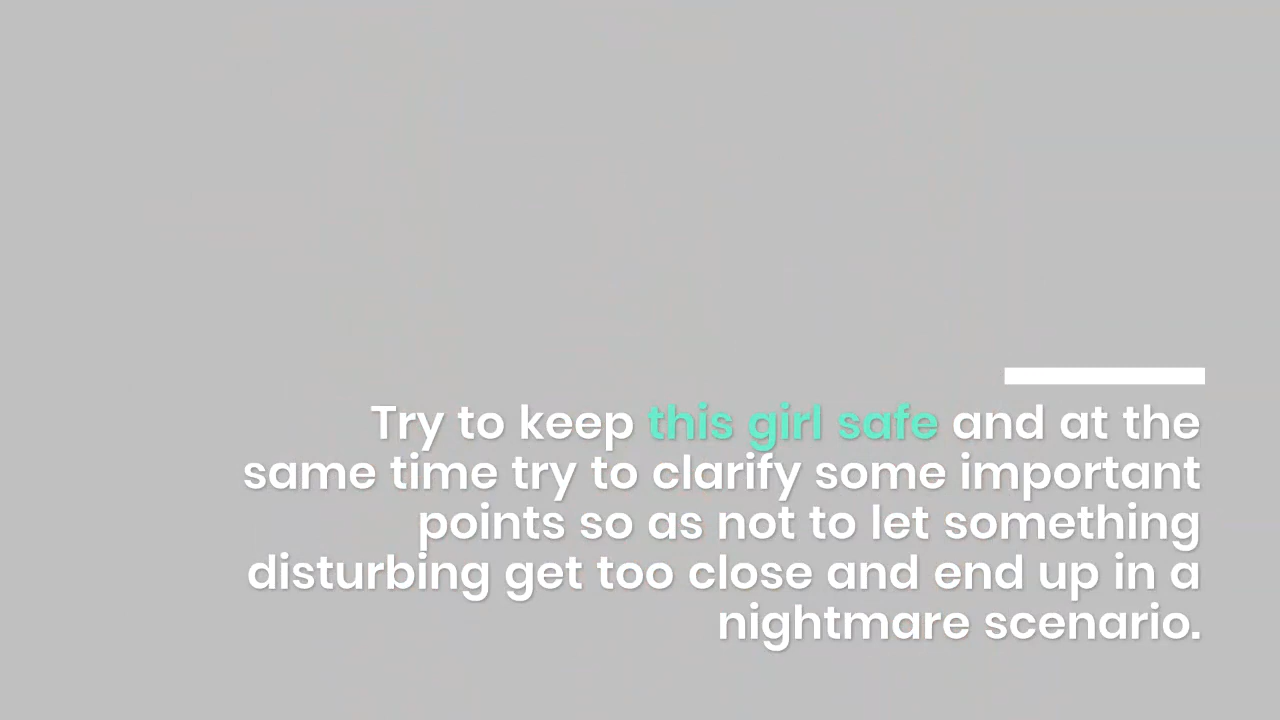 Try to keep this girl safe and at the
same time try to clarify some important
points so as not to let something
disturbing get too close and end up in a
nightmare scenario.